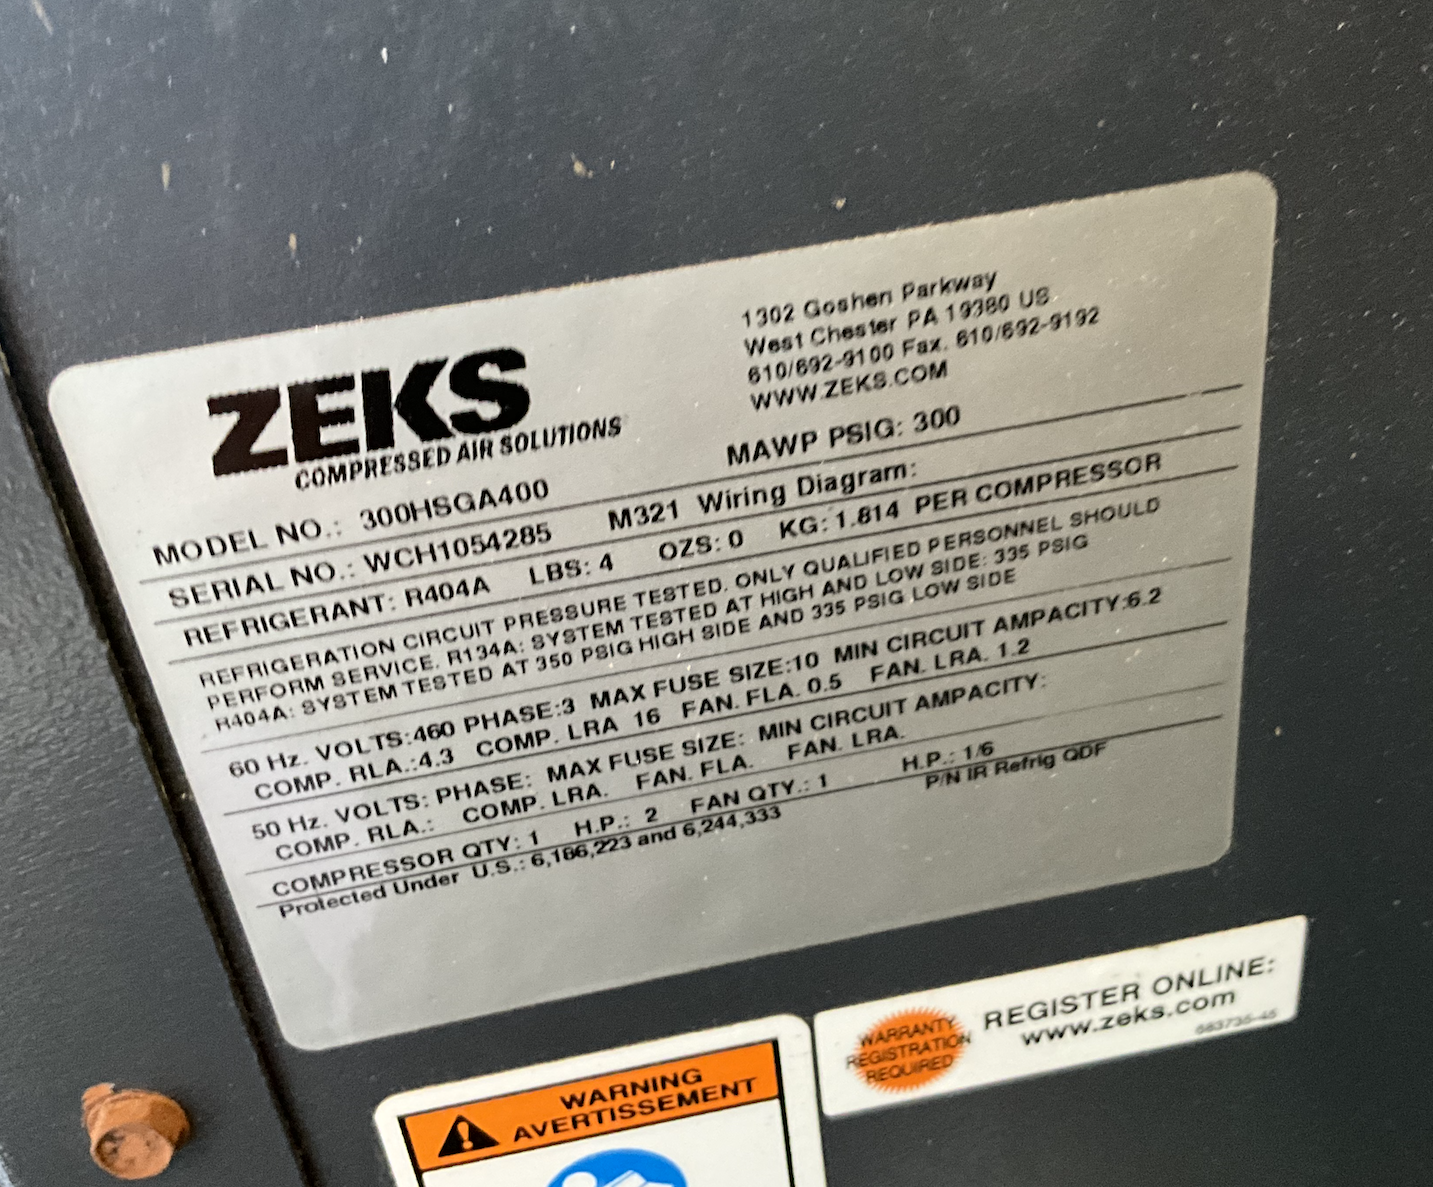 ZEKS
COMPRESSED AIR SOLUTIONS
1302 Goshen Parkway
West Chester PA 19380 US
610/692-9100 Fax. 610/692-9192
WWW.ZEKS.COM
MODEL NO.: 300HSGA400 MAWP PSIG: 300
SERIAL NO.: WCH1054285 M321 Wiring Diagram:
REFRIGERANT: R404A LBS: 4 OZS: 0 KG: 1.814 PER COMPRESSOR
REFRIGERATION CIRCUIT PRESSURE TESTED. ONLY QUALIFIED PERSONNEL SHOULD
PERFORM SERVICE. R134A: SYSTEM TESTED AT HIGH AND LOW SIDE: 335 PSIG
R404A: SYSTEM TESTED AT 350 PSIG HIGH SIDE AND 335 PSIG LOW SIDE
60 Hz. VOLTS:460 PHASE:3 MAX FUSE SIZE:10 MIN CIRCUIT AMPACITY:6.2
COMP. RLA.:4.3 COMP. LRA 16 FAN. FLA. 0.5 FAN. LRA. 1.2
50 Hz. VOLTS: PHASE: MAX FUSE SIZE: MIN CIRCUIT AMPACITY:
COMP. RLA.: COMP. LRA. FAN. FLA. FAN. LRA.
COMPRESSOR QTY: 1 H.P.: 2 FAN QTY.: 1 H.P.: 1/6
Protected Under U.S.: 6,186,223 and 6,244,333 P/N IR Refrig QDF
WARRANTY
REGISTRATION
REQUIRED
REGISTER ONLINE:
www.zeks.com
WARNING
AVERTISSEMENT